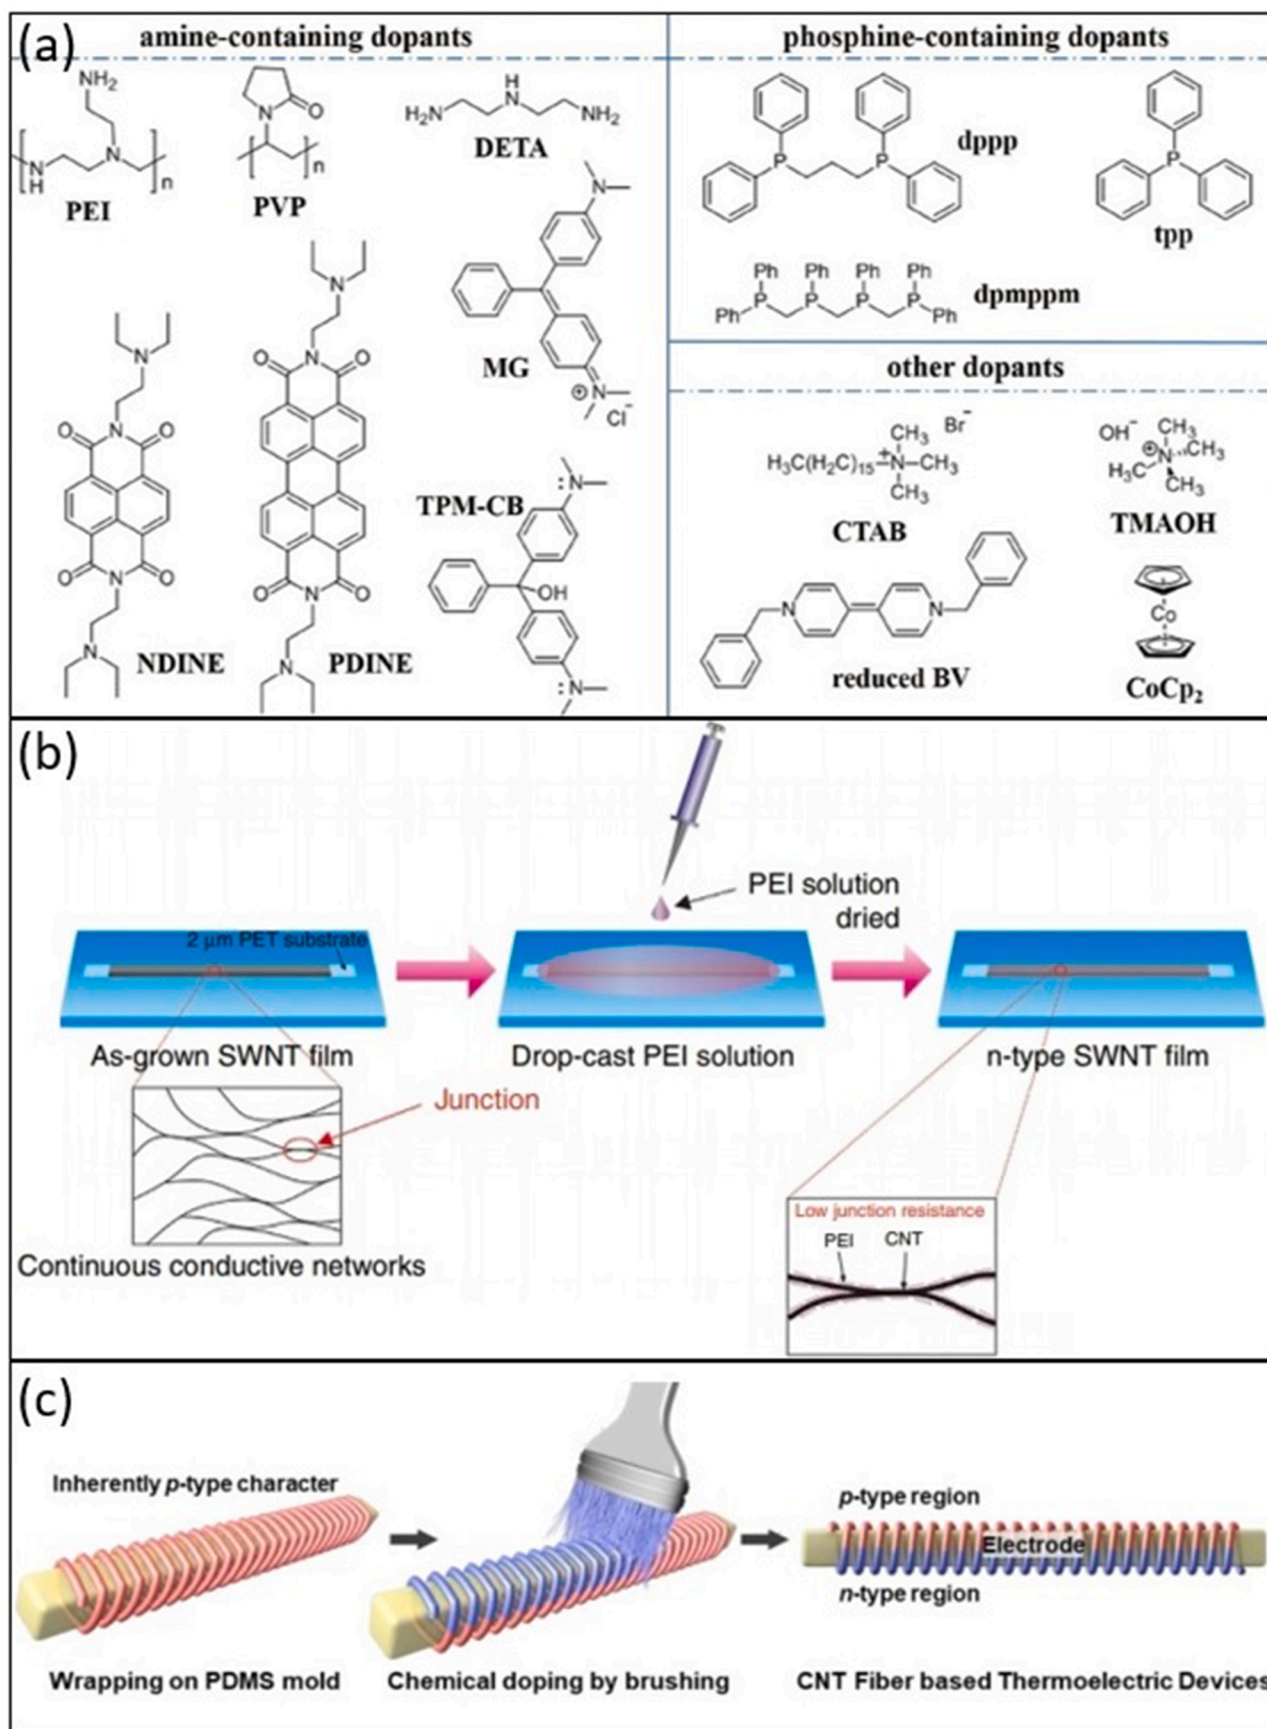 (a)
amine-containing dopants
phosphine-containing dopants
NH2
N
O
N
H
N
n
n
PEI
PVP
H
H2N
N
NH2
DETA
P
P
dppp
P
tpp
N
MG
⊕N
Cl⁻
Ph
Ph
Ph
Ph
Ph
P
P
P
P
Ph
dpmppm
other dopants
N
O
N
O
O
N
O
N
NDINE
N
O
N
O
O
N
O
N
PDINE
TPM-CB
:N
OH
:N
CH3
Br⁻
H3C(H2C)15
+
N
CH3
CH3
CTAB
OH⁻
CH3
⊕
N
CH3
H3C
CH3
TMAOH
N
N
reduced BV
Co
CoCp2
(b)
PEI solution
dried
2 μm PET substrate
As-grown SWNT film
Drop-cast PEI solution
n-type SWNT film
Junction
Continuous conductive networks
Low junction resistance
PEI
CNT
(c)
Inherently p-type character
p-type region
Electrode
n-type region
Wrapping on PDMS mold
Chemical doping by brushing
CNT Fiber based Thermoelectric Devices